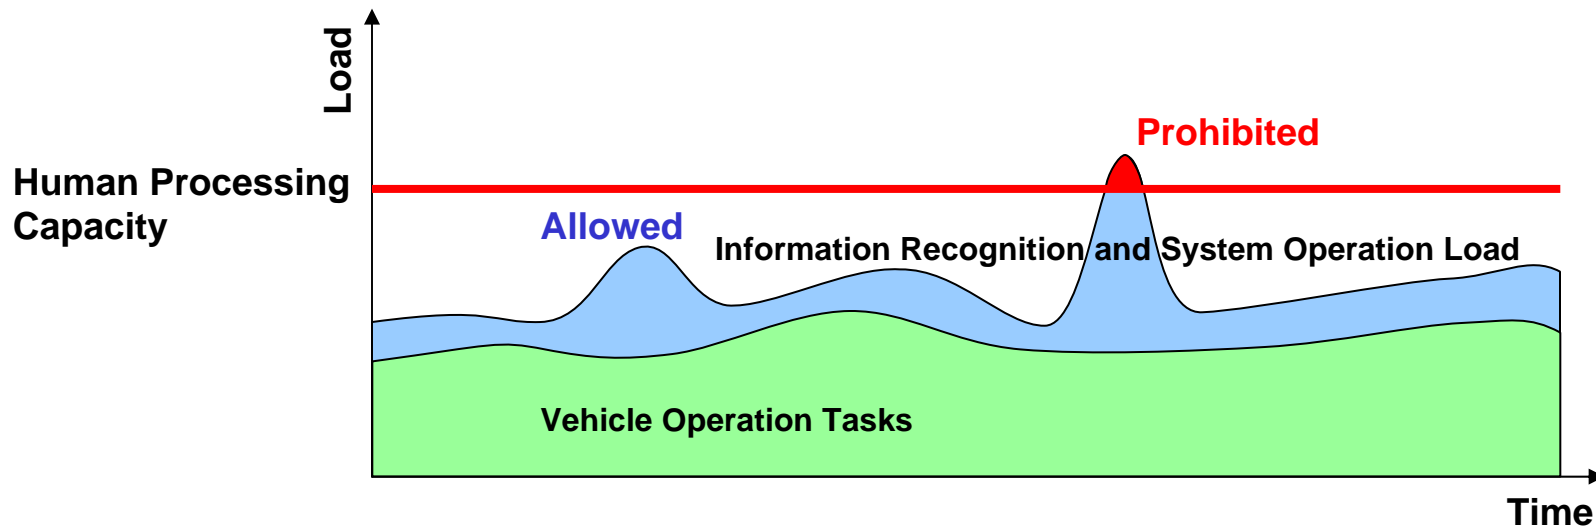 Load
Prohibited
Human Processing
Capacity
Allowed
Information Recognition and System Operation Load
Vehicle Operation Tasks
Time